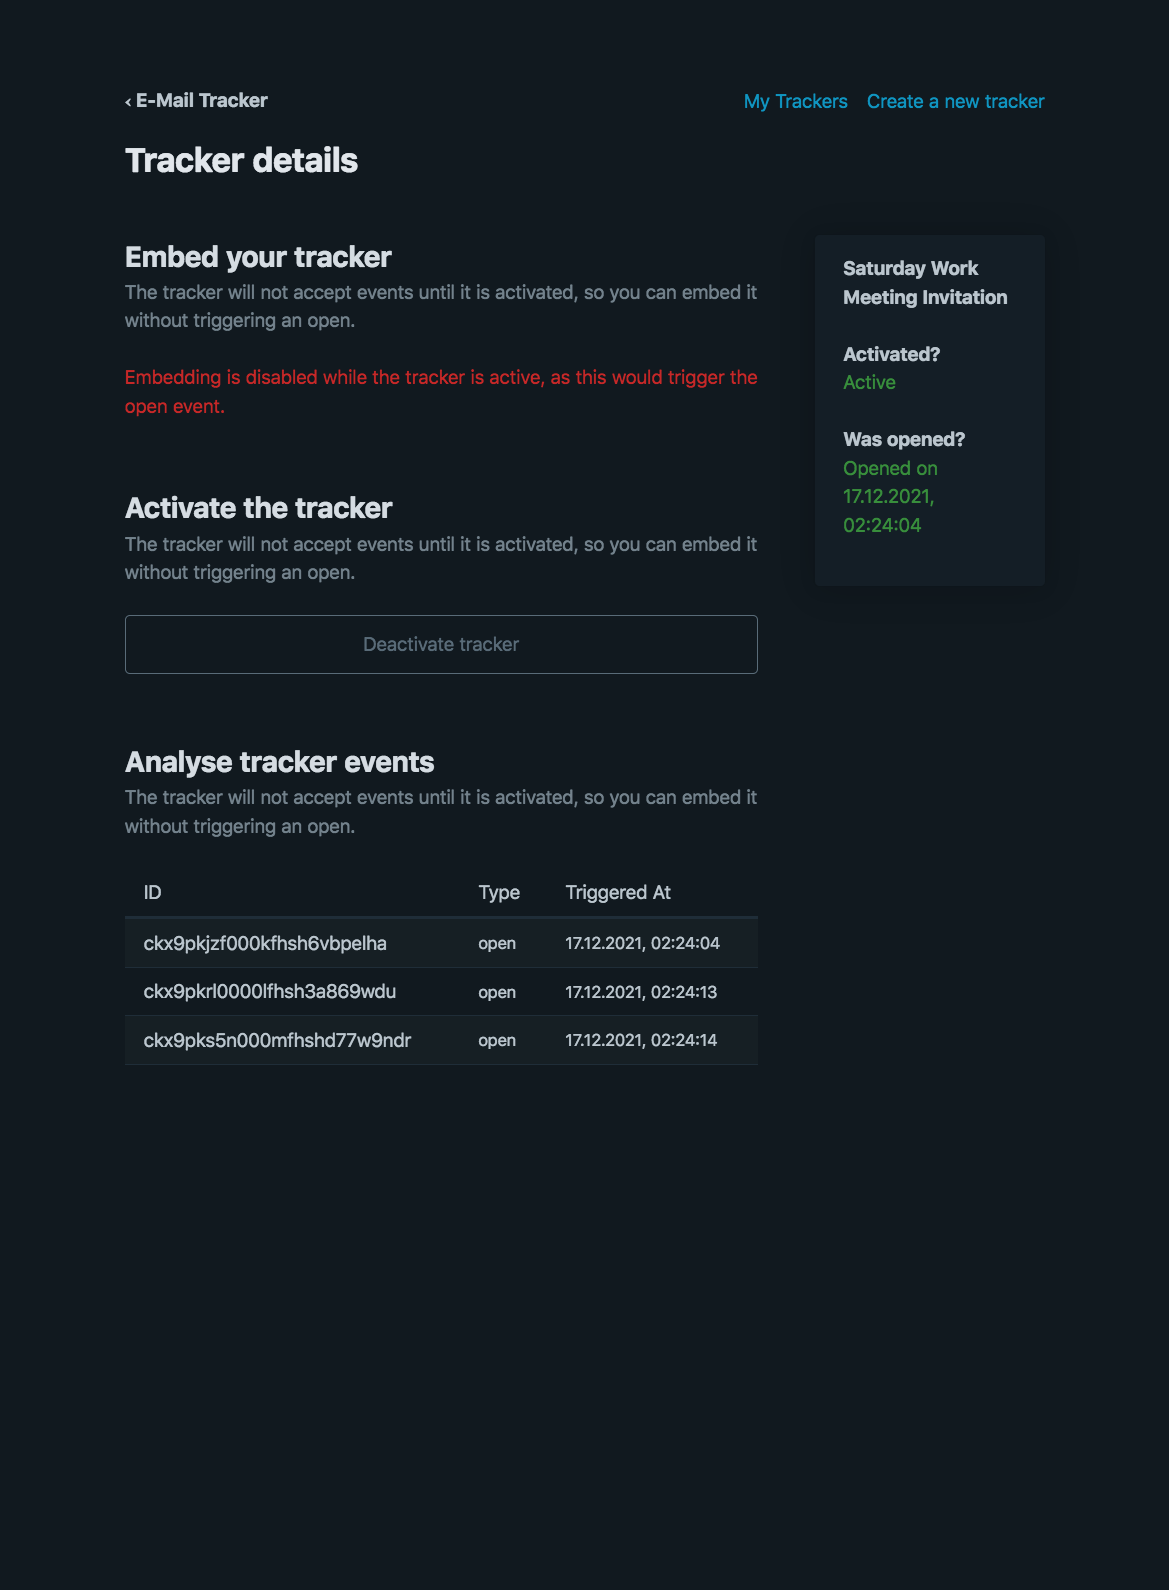 ‹ E-Mail Tracker
My Trackers Create a new tracker
Tracker details
Embed your tracker
The tracker will not accept events until it is activated, so you can embed it
without triggering an open.
Embedding is disabled while the tracker is active, as this would trigger the
open event.
Activate the tracker
The tracker will not accept events until it is activated, so you can embed it
without triggering an open.
Deactivate tracker
Analyse tracker events
The tracker will not accept events until it is activated, so you can embed it
without triggering an open.
ID Type Triggered At
ckx9pkjzf000kfhsh6vbpelha open 17.12.2021, 02:24:04
ckx9pkrl0000lfhsh3a869wdu open 17.12.2021, 02:24:13
ckx9pks5n000mfhshd77w9ndr open 17.12.2021, 02:24:14
Saturday Work
Meeting Invitation
Activated?
Active
Was opened?
Opened on
17.12.2021,
02:24:04